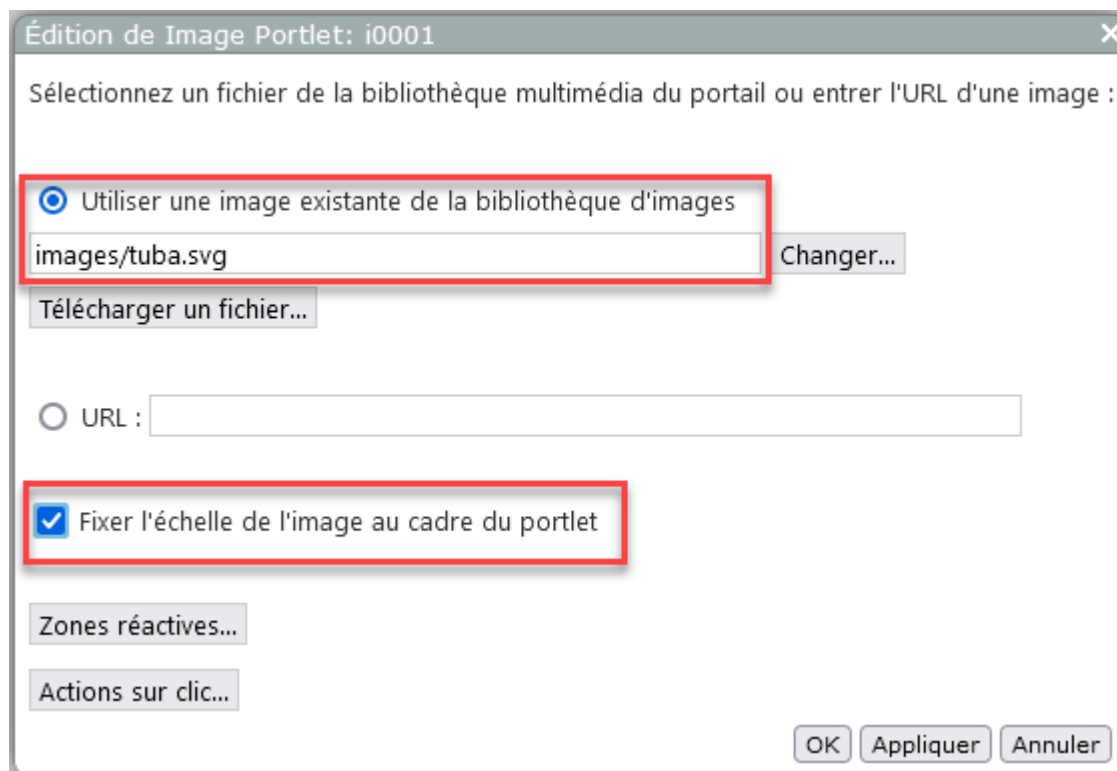 Édition de Image Portlet: i0001
Sélectionnez un fichier de la bibliothèque multimédia du portail ou entrer l'URL d'une image :
Utiliser une image existante de la bibliothèque d'images
images/tuba.svg
Changer...
Télécharger un fichier...
URL :
Fixer l'échelle de l'image au cadre du portlet
Zones réactives...
Actions sur clic...
OK Appliquer Annuler